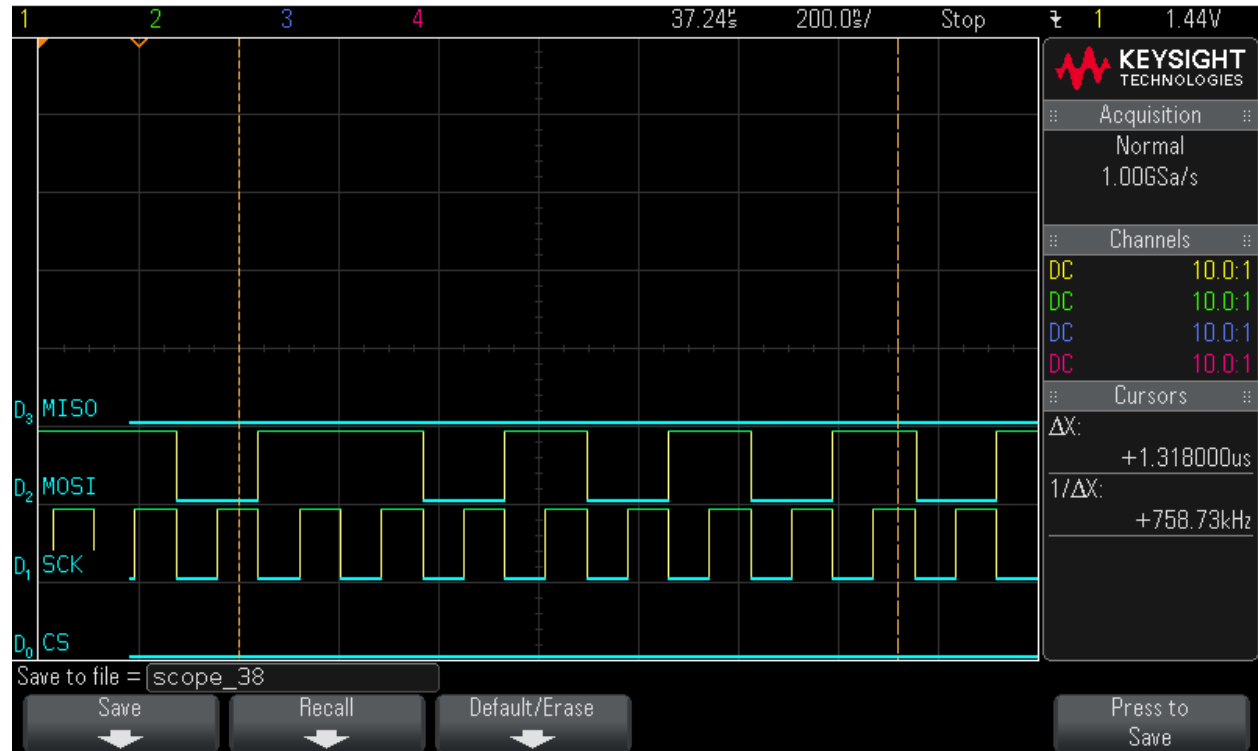 1 2 3 4 37.24µs 200.0ns/ Stop 1 1.44V
KEYSIGHT
TECHNOLOGIES
Acquisition
Normal
1.00GSa/s
Channels
DC 10.0:1
DC 10.0:1
DC 10.0:1
DC 10.0:1
Cursors
ΔX:
+1.318000us
1/ΔX:
+758.73kHz
D3 MISO
D2 MOSI
D1 SCK
D0 CS
Save to file = scope_38
Save Recall Default/Erase Press to
Save